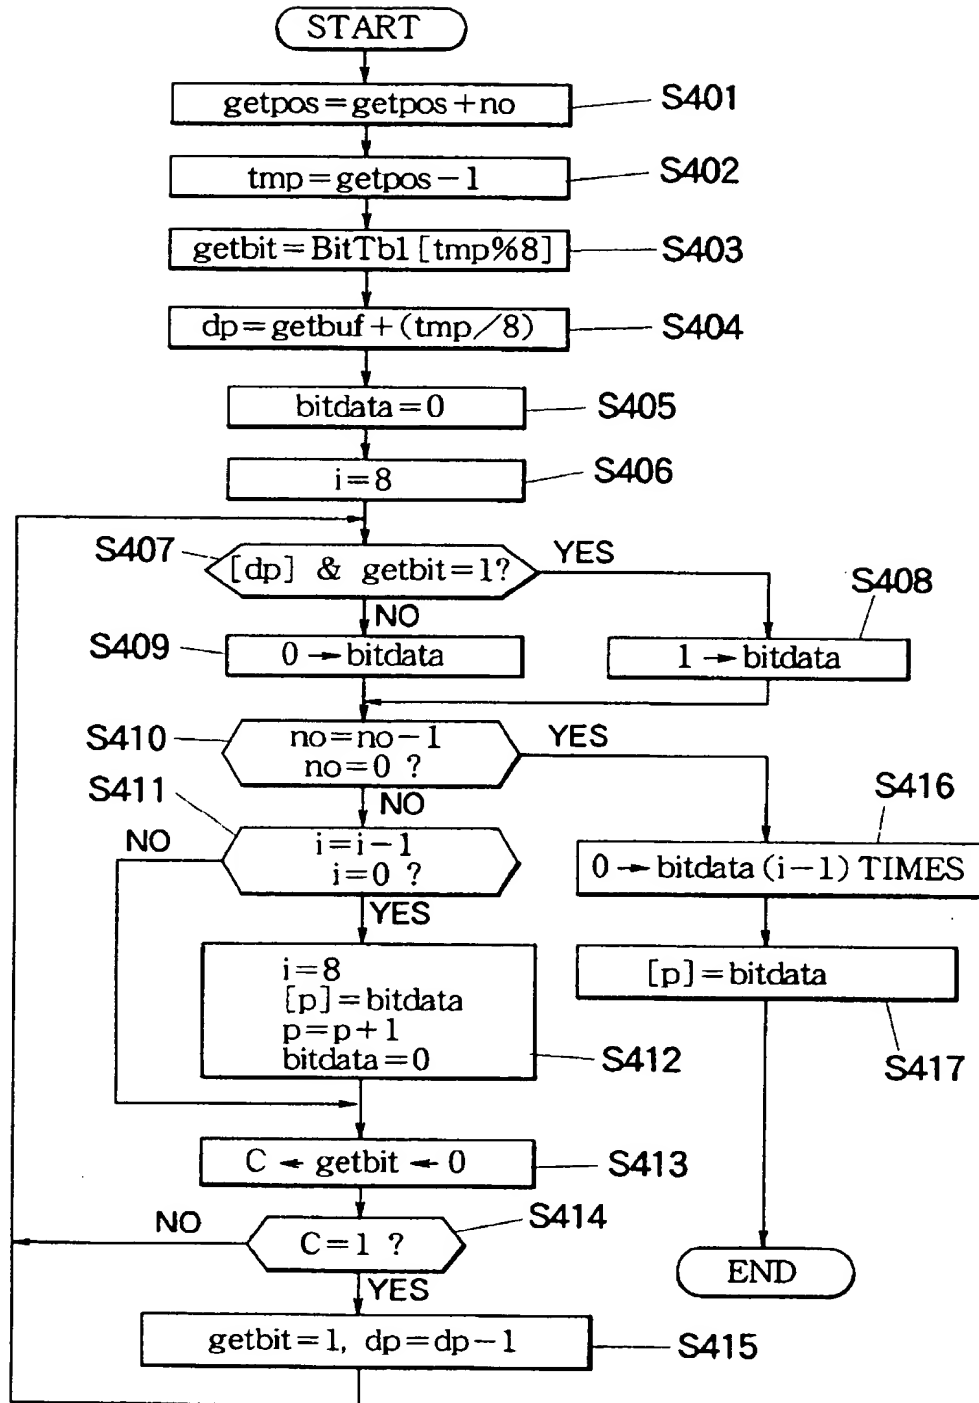 START
getpos=getpos+no
S401
tmp=getpos-1
S402
getbit=BitTbl[tmp%8]
S403
dp=getbuf+(tmp/8)
S404
bitdata=0
S405
i=8
S406
S407
[dp] & getbit=1?
YES
NO
S408
S409
0→bitdata
1→bitdata
S410
no=no-1
no=0 ?
YES
NO
S411
NO
i=i-1
i=0 ?
YES
S416
0→bitdata(i-1) TIMES
i=8
[p]=bitdata
p=p+1
bitdata=0
S412
[p]=bitdata
S417
C←getbit←0
S413
NO
C=1 ?
S414
YES
END
getbit=1, dp=dp-1
S415